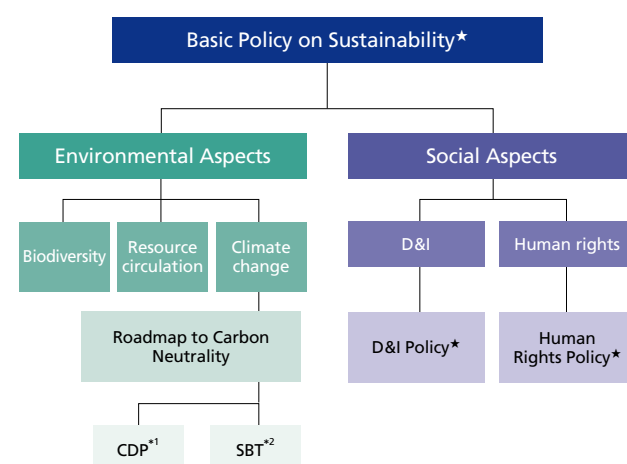 Basic Policy on Sustainability★
Environmental Aspects
Social Aspects
Biodiversity
Resource
circulation
Climate
change
D&I
Human rights
Roadmap to Carbon
Neutrality
D&I Policy★
Human
Rights Policy★
CDP*1
SBT*2